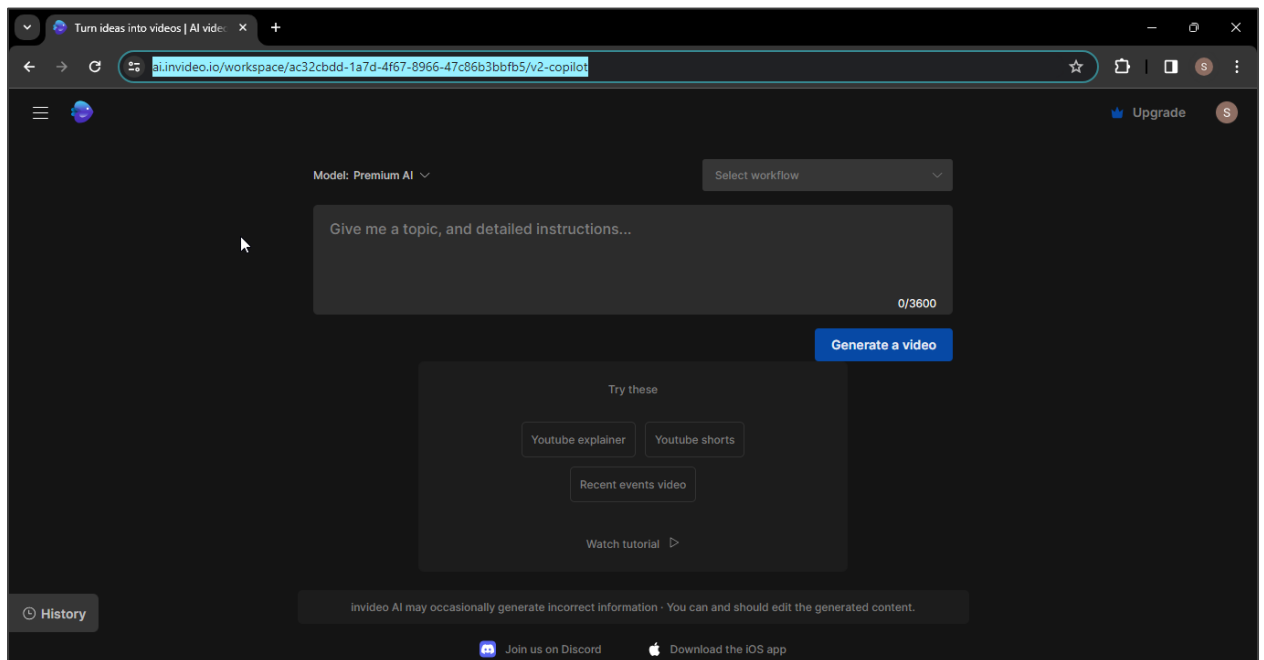 Turn ideas into videos | AI videc
ai.invideo.io/workspace/ac32cbdd-1a7d-4f67-8966-47c86b3bbfb5/v2-copilot
S
Upgrade
S
Model: Premium AI
Select workflow
Give me a topic, and detailed instructions...
0/3600
Generate a video
Try these
Youtube explainer
Youtube shorts
Recent events video
Watch tutorial
History
invideo AI may occasionally generate incorrect information · You can and should edit the generated content.
Join us on Discord
Download the iOS app